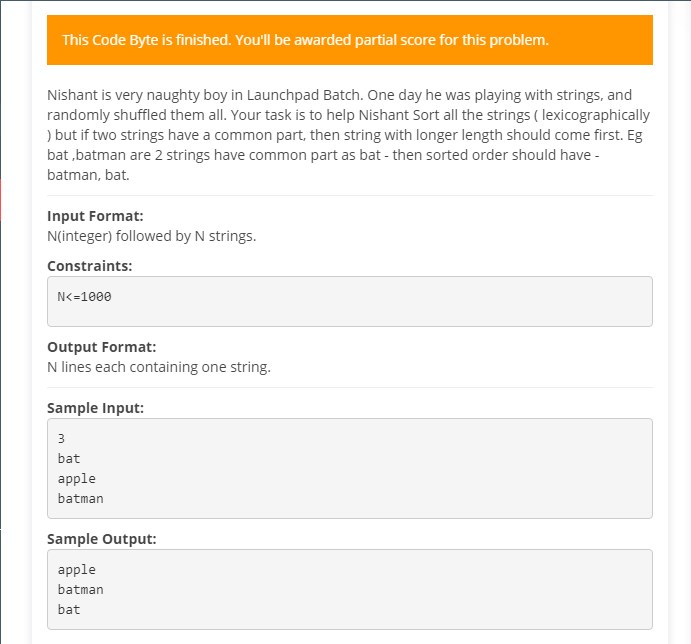 This Code Byte is finished. You'll be awarded partial score for this problem.
Nishant is very naughty boy in Launchpad Batch. One day he was playing with strings, and
randomly shuffled them all. Your task is to help Nishant Sort all the strings ( lexicographically
) but if two strings have a common part, then string with longer length should come first. Eg
bat ,batman are 2 strings have common part as bat - then sorted order should have -
batman, bat.
Input Format:
N(integer) followed by N strings.
Constraints:
N<=1000
Output Format:
N lines each containing one string.
Sample Input:
3
bat
apple
batman
Sample Output:
apple
batman
bat